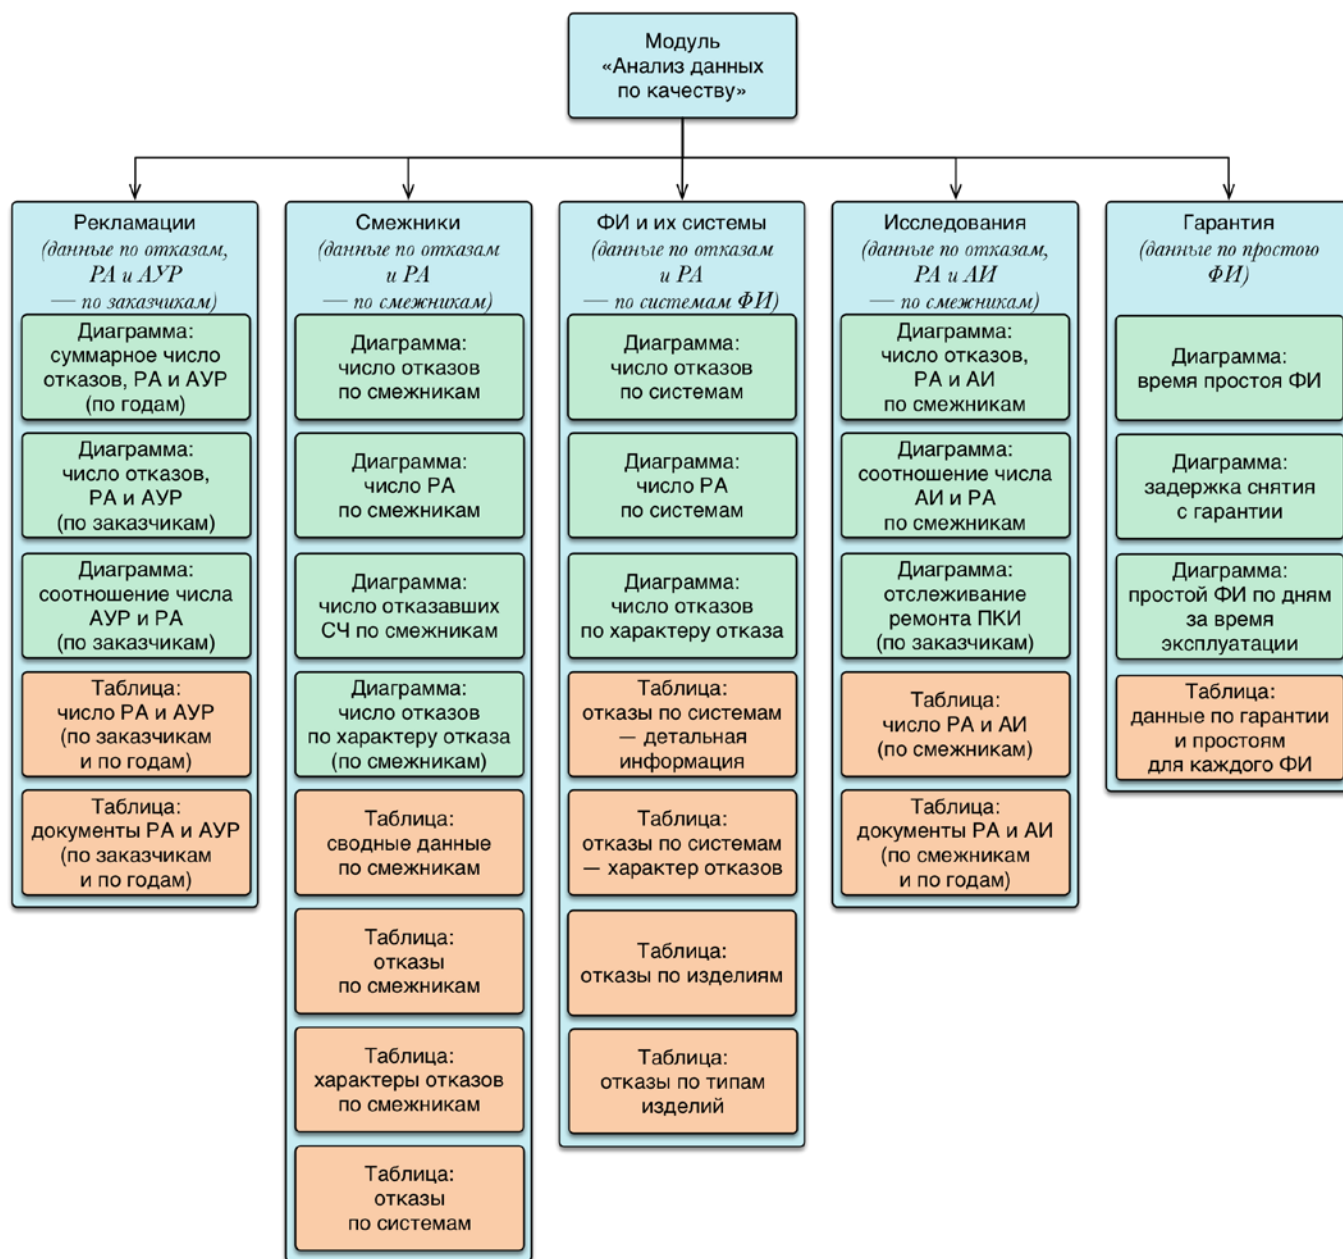 Модуль
«Анализ данных
по качеству»
Рекламации
(данные по отказам,
РА и АУР
— по заказчикам)
Диаграмма:
суммарное число
отказов, РА и АУР
(по годам)
Диаграмма:
число отказов,
РА и АУР
(по заказчикам)
Диаграмма:
соотношение числа
АУР и РА
(по заказчикам)
Таблица:
число РА и АУР
(по заказчикам
и по годам)
Таблица:
документы РА и АУР
(по заказчикам
и по годам)
Смежники
(данные по отказам
и РА
— по смежникам)
Диаграмма:
число отказов
по смежникам
Диаграмма:
число РА
по смежникам
Диаграмма:
число отказавших
СЧ по смежникам
Диаграмма:
число отказов
по характеру отказа
(по смежникам)
Таблица:
сводные данные
по смежникам
Таблица:
отказы
по смежникам
Таблица:
характеры отказов
по смежникам
Таблица:
отказы
по системам
ФИ и их системы
(данные по отказам
и РА
— по системам ФИ)
Диаграмма:
число отказов
по системам
Диаграмма:
число РА
по системам
Диаграмма:
число отказов
по характеру отказа
Таблица:
отказы по системам
— детальная
информация
Таблица:
отказы по системам
— характер отказов
Таблица:
отказы по изделиям
Таблица:
отказы по типам
изделий
Исследования
(данные по отказам,
РА и АИ
— по смежникам)
Диаграмма:
число отказов,
РА и АИ
по смежникам
Диаграмма:
соотношение числа
АИ и РА
по смежникам
Диаграмма:
отслеживание
ремонта ПКИ
(по заказчикам)
Таблица:
число РА и АИ
(по смежникам)
Таблица:
документы РА и АИ
(по смежникам
и по годам)
Гарантия
(данные по простою
ФИ)
Диаграмма:
время простоя ФИ
Диаграмма:
задержка снятия
с гарантии
Диаграмма:
простой ФИ по дням
за время
эксплуатации
Таблица:
данные по гарантии
и простоям
для каждого ФИ